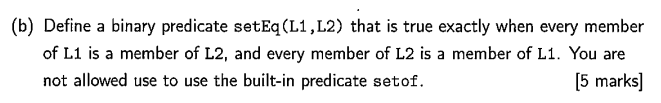 (b) Define a binary predicate setEq(L1,L2) that is true exactly when every member
of L1 is a member of L2, and every member of L2 is a member of L1. You are
not allowed use to use the built-in predicate setof. [5 marks]